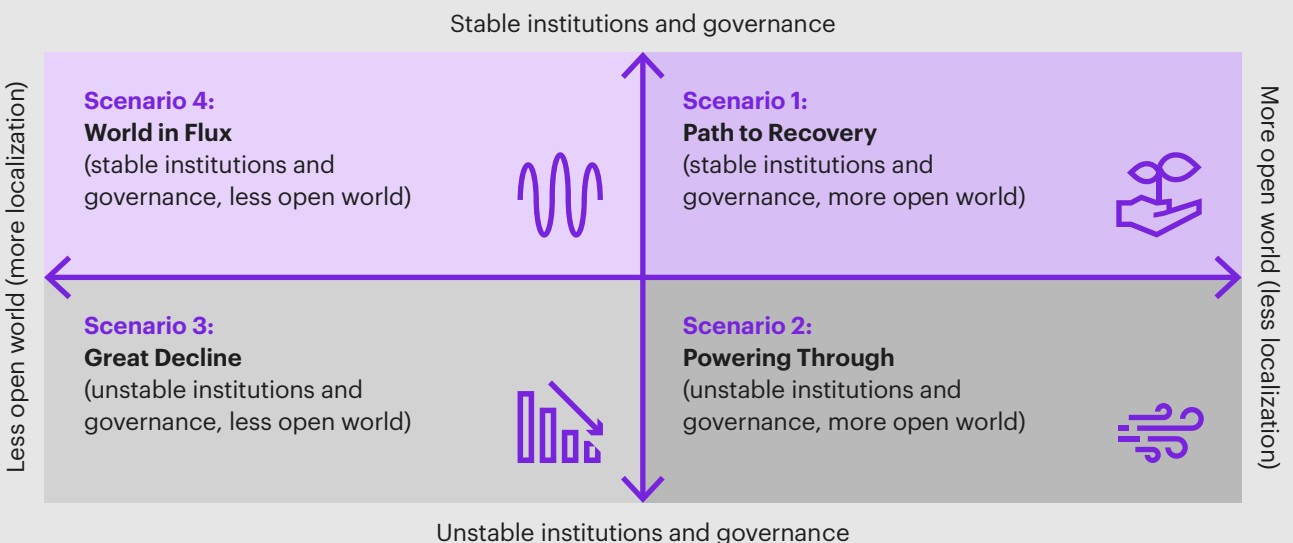 Stable institutions and governance
Less open world (more localization)
Scenario 4:
World in Flux
(stable institutions and
governance, less open world)
Scenario 1:
Path to Recovery
(stable institutions and
governance, more open world)
More open world (less localization)
Scenario 3:
Great Decline
(unstable institutions and
governance, less open world)
Scenario 2:
Powering Through
(unstable institutions and
governance, more open world)
Unstable institutions and governance